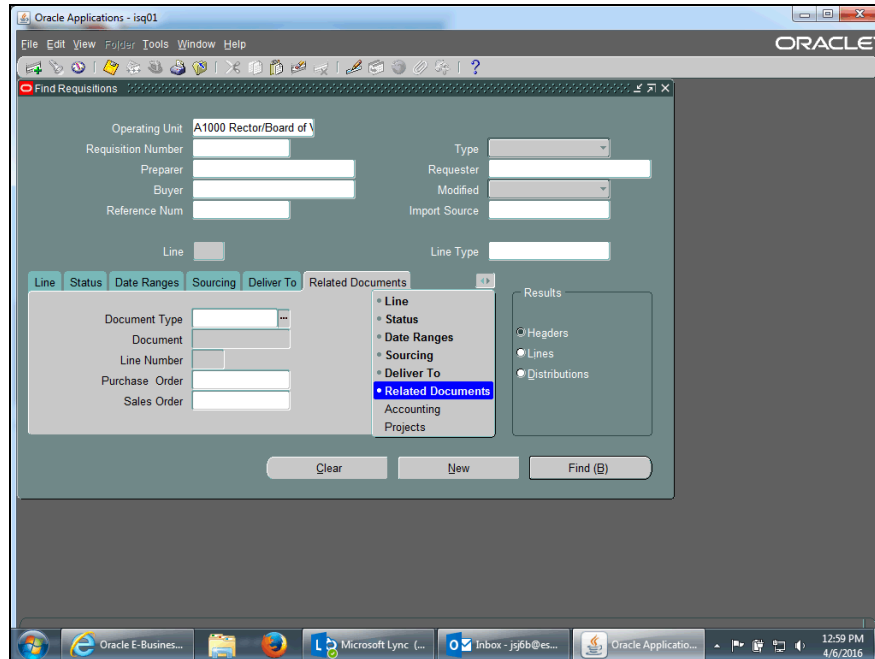 Oracle Applications - isq01
File Edit View Folder Tools Window Help
ORACLE
Find Requisitions
Operating Unit A1000 Rector/Board of V
Requisition Number Type
Preparer Requester
Buyer Modified
Reference Num Import Source
Line Line Type
Line Status Date Ranges Sourcing Deliver To Related Documents
Results
Document Type
Document
Line Number
Purchase Order
Sales Order
Line
Status
Date Ranges
Sourcing
Deliver To
Related Documents
Accounting
Projects
Headers
Lines
Distributions
Clear New Find (B)
Oracle E-Busines... Microsoft Lync (... Inbox - jsj6b@es... Oracle Applicatio... 12:59 PM
4/6/2016